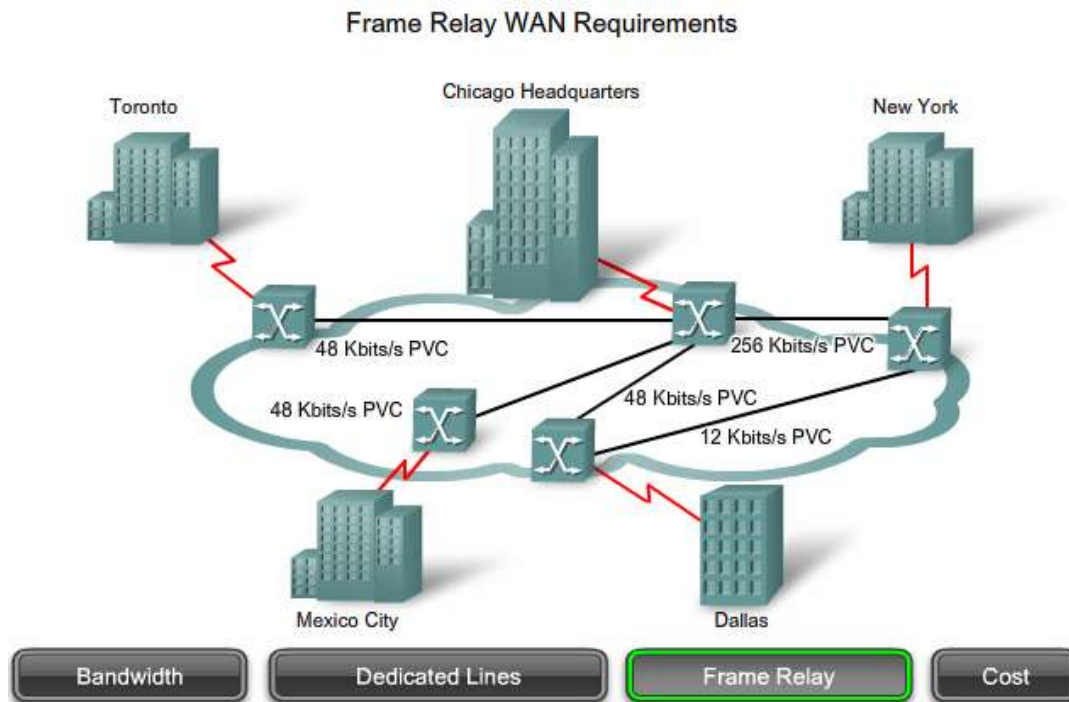 Frame Relay WAN Requirements
Chicago Headquarters
Toronto
New York
48 Kbits/s PVC
256 Kbits/s PVC
48 Kbits/s PVC
48 Kbits/s PVC
12 Kbits/s PVC
Mexico City
Dallas
Bandwidth
Dedicated Lines
Frame Relay
Cost